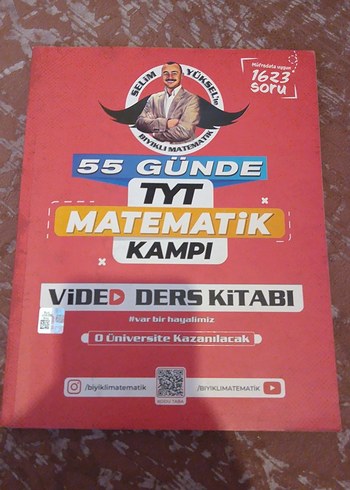 SELİM YÜKSEL'le
BIYIKLI MATEMATİK
Müfredata uygun
1623
soru
55 GÜNDE
TYT
MATEMATİK
KAMPI
VİDEO DERS KİTABI
#var bir hayalimiz
O Üniversite Kazanılacak
/biyiklimatematik
/BIYIKLIMATEMATİK